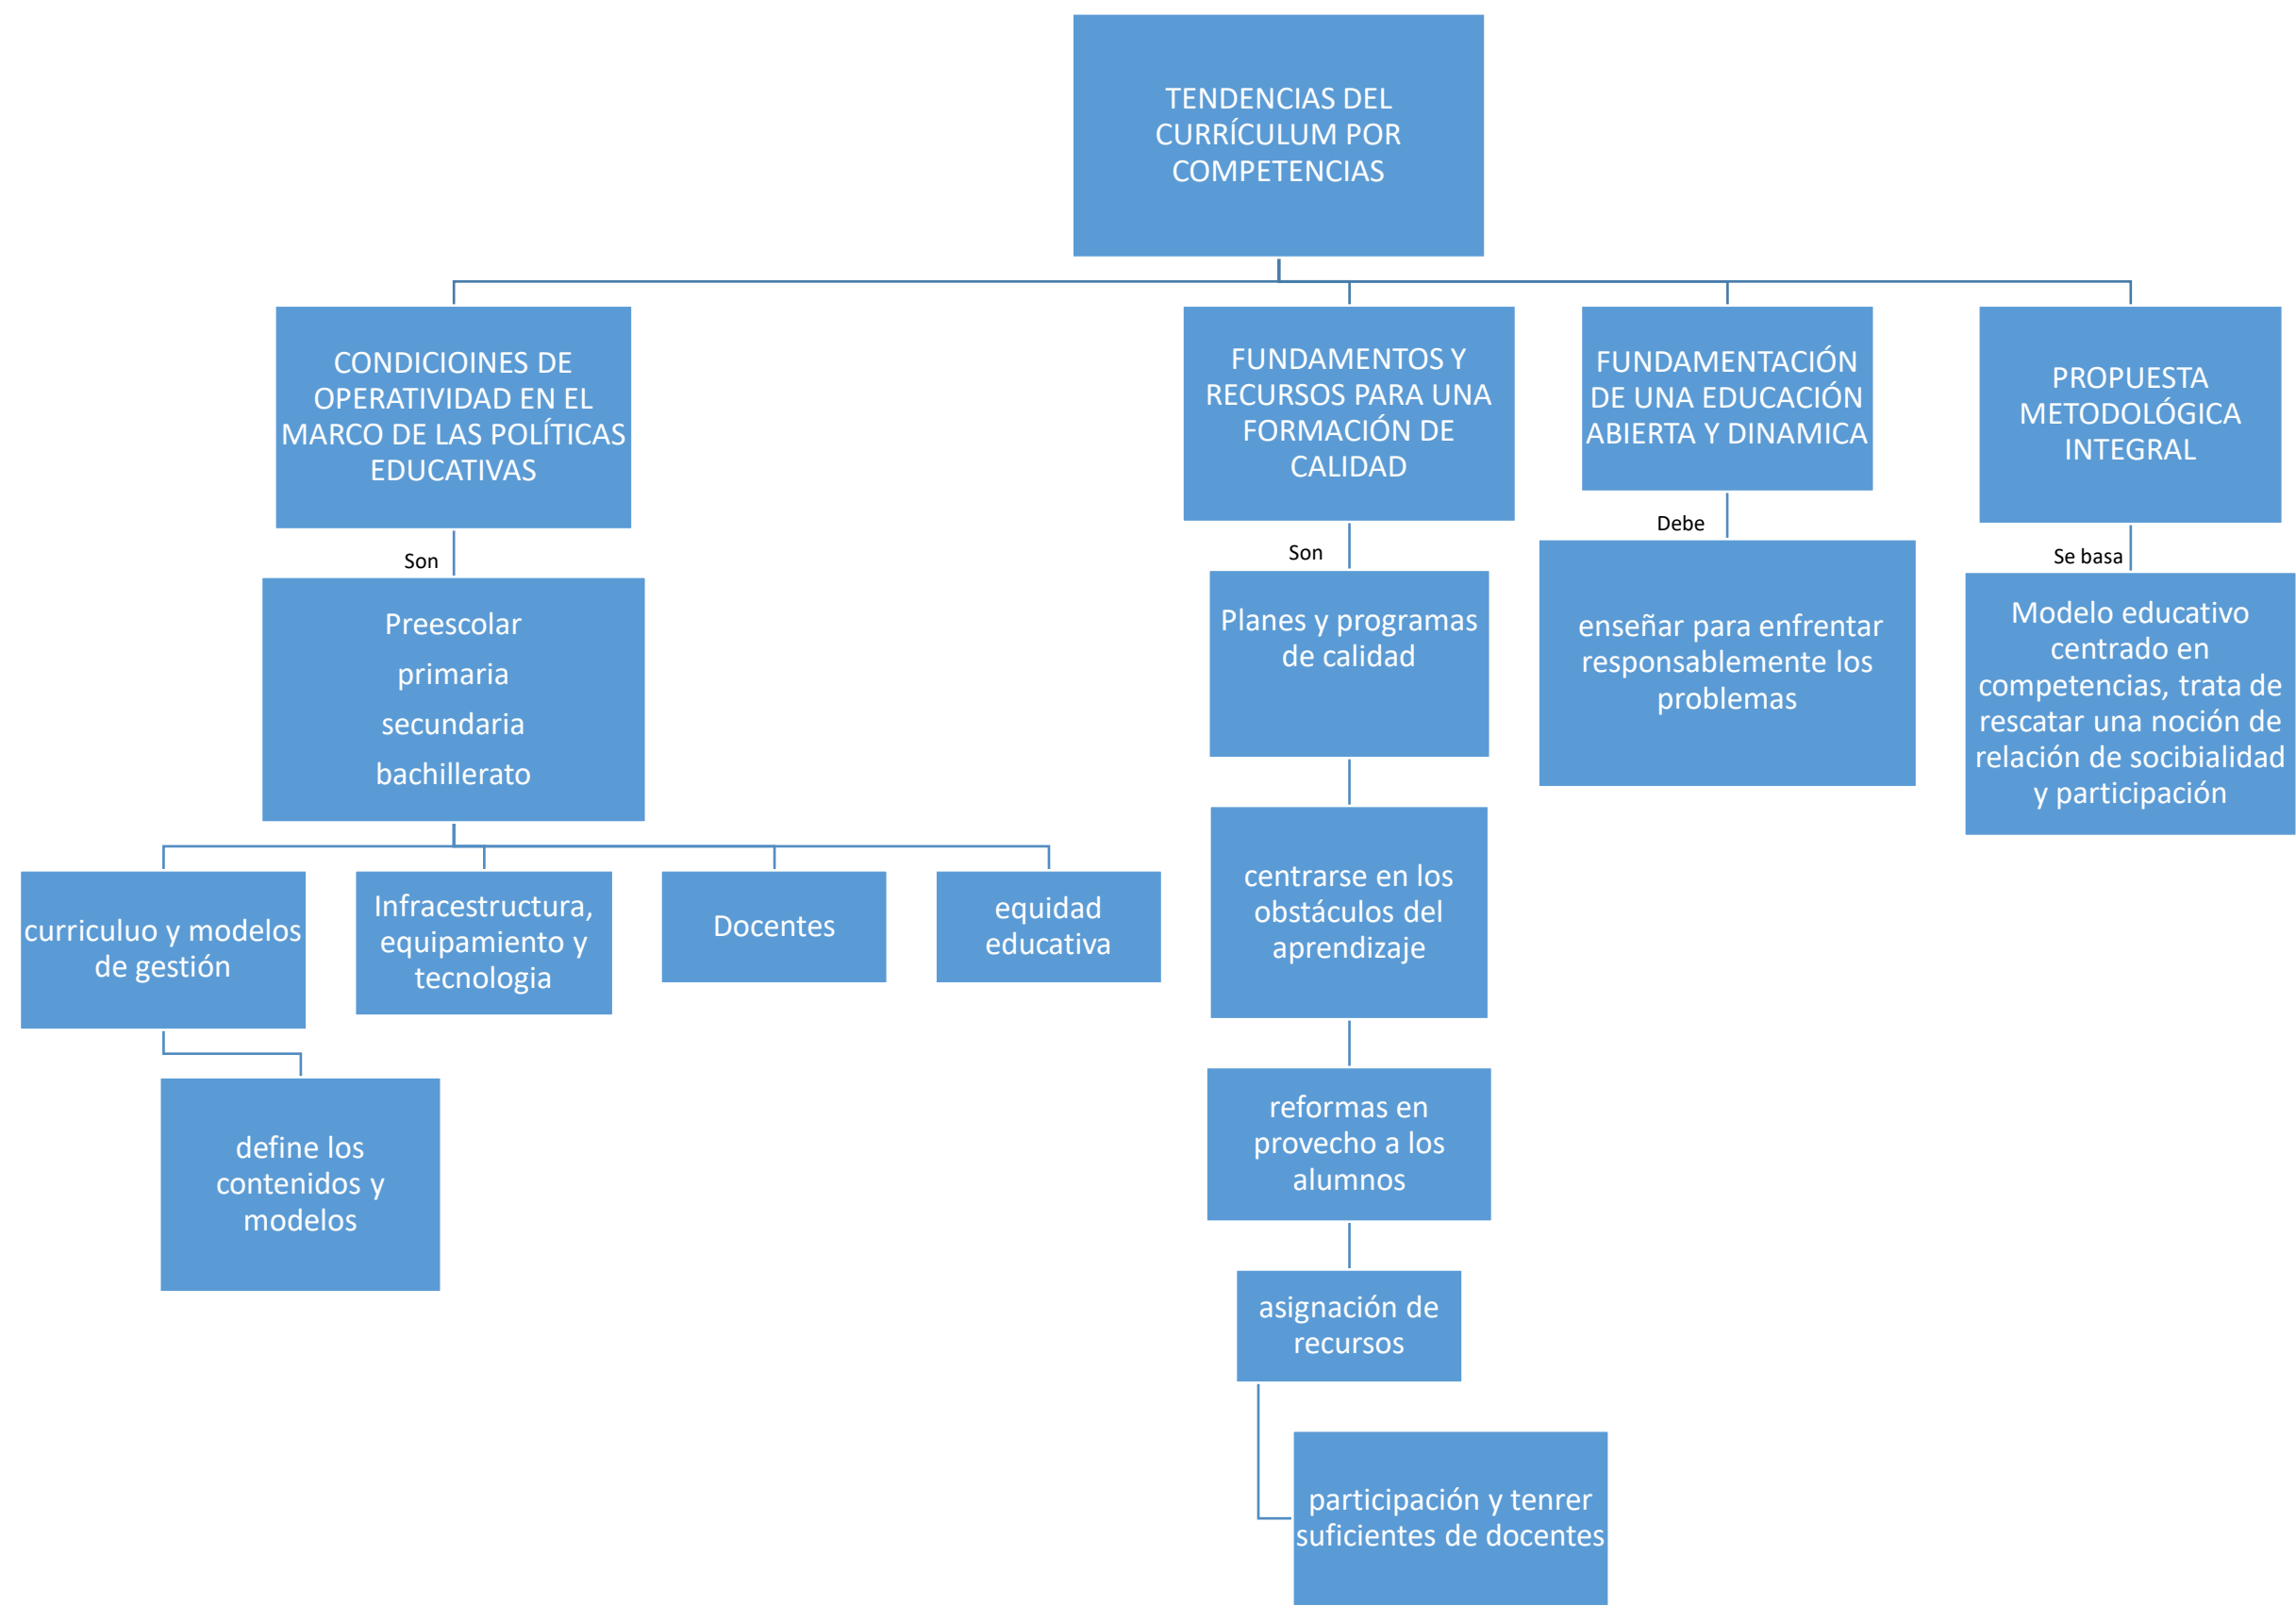 TENDENCIAS DEL
CURRÍCULUM POR
COMPETENCIAS
CONDICIOINES DE
OPERATIVIDAD EN EL
MARCO DE LAS POLÍTICAS
EDUCATIVAS
Son
Preescolar
primaria
secundaria
bachillerato
curriculuo y modelos
de gestión
define los
contenidos y
modelos
Infracestructura,
equipamiento y
tecnologia
Docentes
equidad
educativa
FUNDAMENTOS Y
RECURSOS PARA UNA
FORMACIÓN DE
CALIDAD
Son
Planes y programas
de calidad
centrarse en los
obstáculos del
aprendizaje
reformas en
provecho a los
alumnos
asignación de
recursos
participación y tenrer
suficientes de docentes
FUNDAMENTACIÓN
DE UNA EDUCACIÓN
ABIERTA Y DINAMICA
Debe
enseñar para enfrentar
responsablemente los
problemas
PROPUESTA
METODOLÓGICA
INTEGRAL
Se basa
Modelo educativo
centrado en
competencias, trata de
rescatar una noción de
relación de socibialidad
y participación